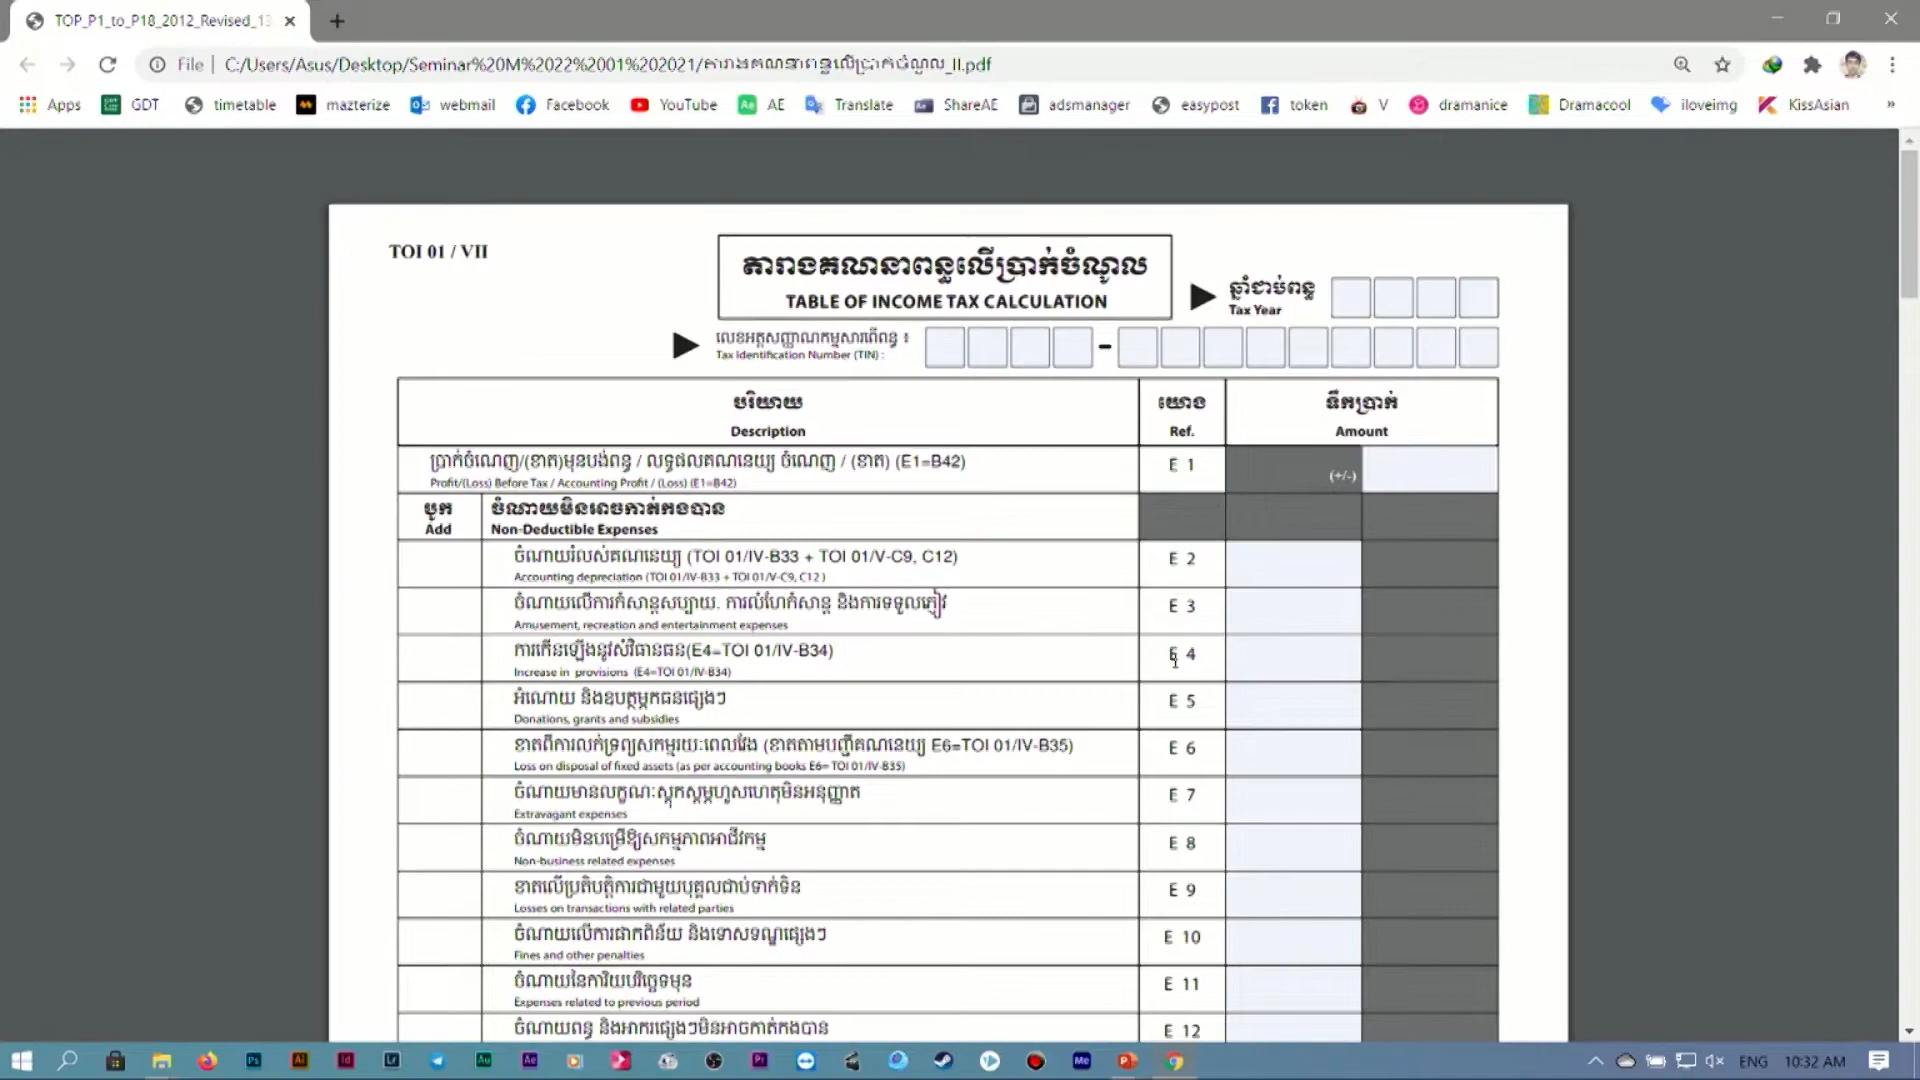 TOP_P1_to_P18_2012_Revised_13
File | C:/Users/Asus/Desktop/Seminar%20M%2022%2001%202021/តារាងគណនាពន្ធលើប្រាក់ចំណូល_II.pdf
Apps GDT timetable mazterize webmail Facebook YouTube AE Translate ShareAE adsmanager easypost token V dramanice Dramacool iloveimg KissAsian »
TOI 01 / VII
តារាងគណនាពន្ធលើប្រាក់ចំណូល
TABLE OF INCOME TAX CALCULATION
ឆ្នាំជាប់ពន្ធ
Tax Year
លេខអត្តសញ្ញាណកម្មសារពើពន្ធ ៖
Tax Identification Number (TIN) :
បរិយាយ យោង ទឹកប្រាក់
Description Ref. Amount
ប្រាក់ចំណេញ/(ខាត)មុនបង់ពន្ធ / លទ្ធផលគណនេយ្យ ចំណេញ / (ខាត) (E1=B42) E 1 (+/-)
Profit/(Loss) Before Tax / Accounting Profit / (Loss) (E1=B42)
បូក ចំណាយមិនអាចកាត់កងបាន
Add Non-Deductible Expenses
ចំណាយរំលស់គណនេយ្យ (TOI 01/IV-B33 + TOI 01/V-C9, C12) E 2
Accounting depreciation (TOI 01/IV-B33 + TOI 01/V-C9, C12 )
ចំណាយលើការកំសាន្តសប្បាយ. ការលំហែកំសាន្ត និងការទទួលភ្ញៀវ E 3
Amusement, recreation and entertainment expenses
ការកើនឡើងនូវសំវិធានធន(E4=TOI 01/IV-B34) E 4
Increase in provisions (E4=TOI 01/IV-B34)
អំណោយ និងឧបត្ថម្ភកធនផ្សេងៗ E 5
Donations, grants and subsidies
ខាតពីការលក់ទ្រព្យសកម្មរយៈពេលវែង (ខាតតាមបញ្ជីគណនេយ្យ E6=TOI 01/IV-B35) E 6
Loss on disposal of fixed assets (as per accounting books E6= TOI 01/IV-B35)
ចំណាយមានលក្ខណៈស្តុកស្តម្ភហួសហេតុមិនអនុញ្ញាត E 7
Extravagant expenses
ចំណាយមិនបម្រើឱ្យសកម្មភាពអាជីវកម្ម E 8
Non-business related expenses
ខាតលើប្រតិបត្តិការជាមួយបុគ្គលជាប់ទាក់ទិន E 9
Losses on transactions with related parties
ចំណាយលើការផាកពិន័យ និងទោសទណ្ឌផ្សេងៗ E 10
Fines and other penalties
ចំណាយនៃការិយបរិច្ឆេទមុន E 11
Expenses related to previous period
ចំណាយពន្ធ និងអាករផ្សេងៗមិនអាចកាត់កងបាន E 12
ENG 10:32 AM